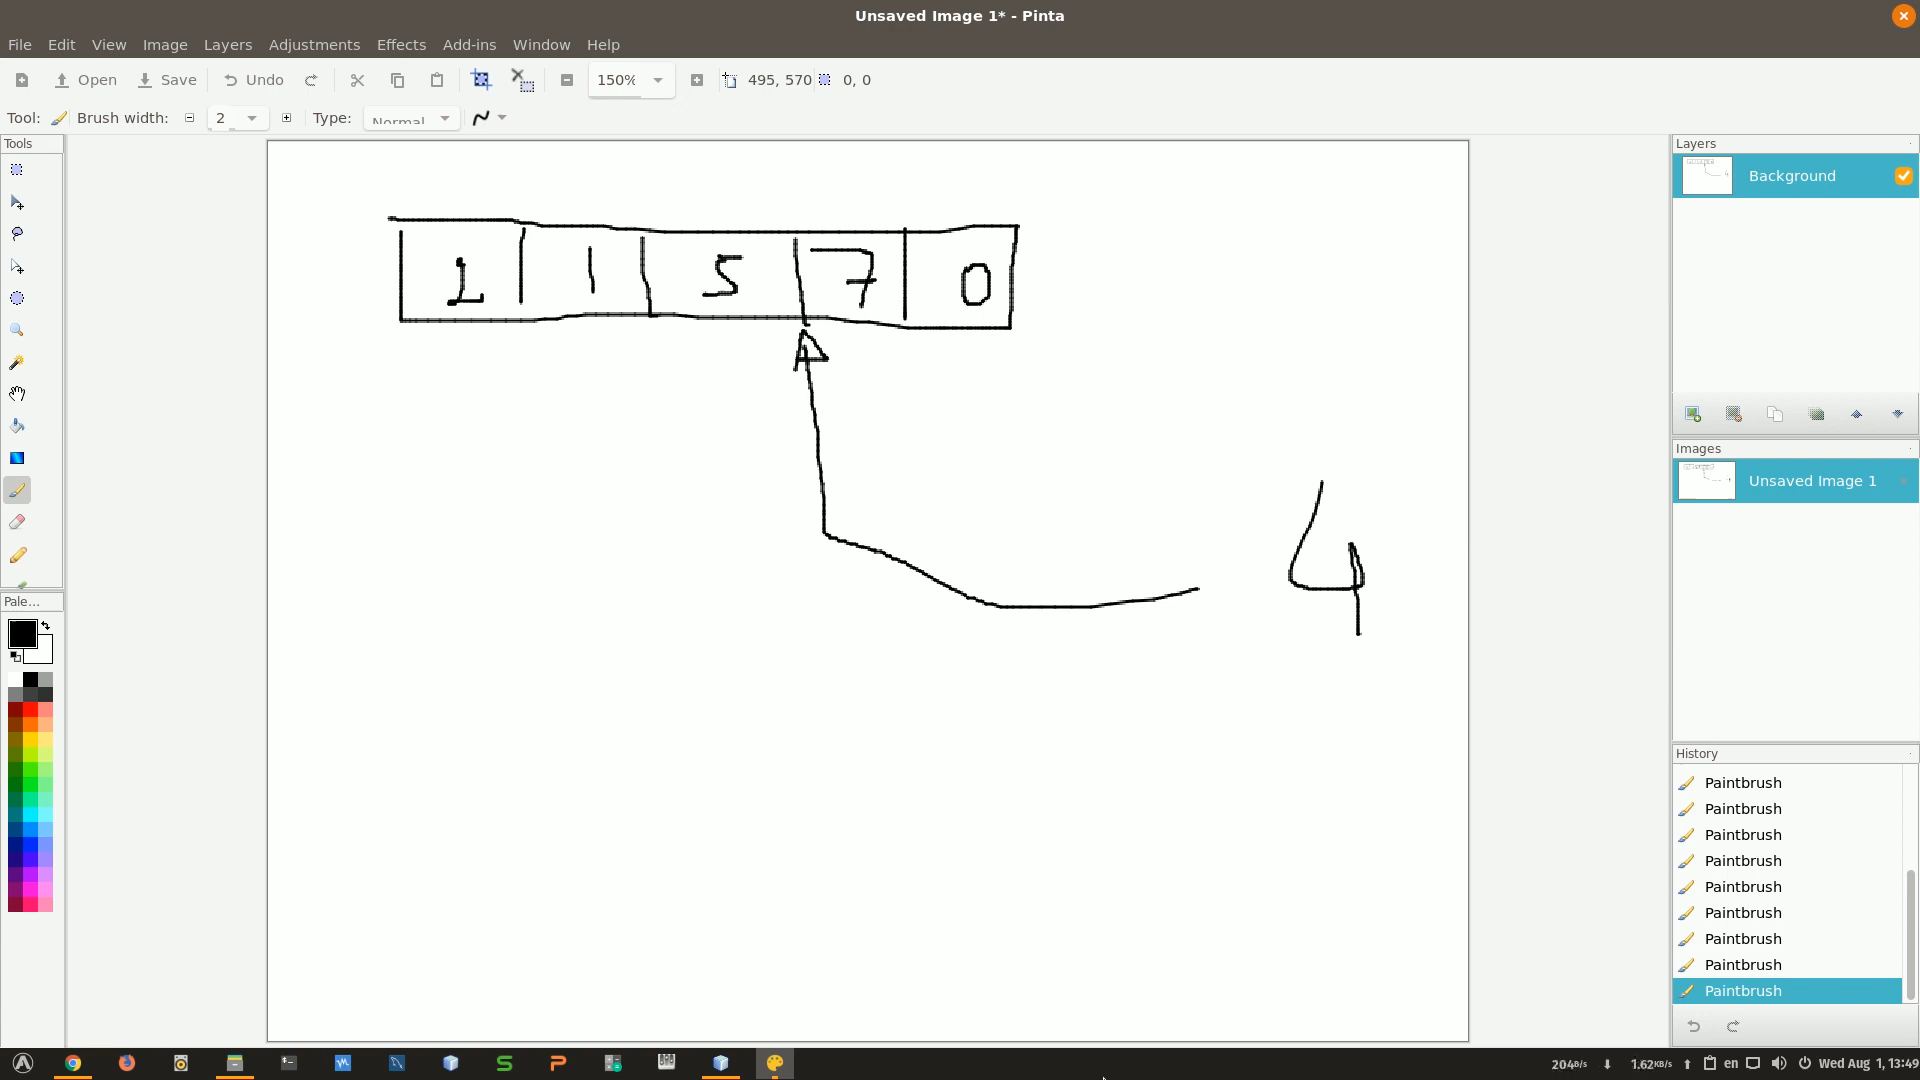 Unsaved Image 1* - Pinta
File Edit View Image Layers Adjustments Effects Add-ins Window Help
Open Save Undo 150% 495, 570 0, 0
Tool: Brush width: 2 Type: Normal
Tools
Layers
Background
2 1 5 7 0
Images
Unsaved Image 1
4
Pale...
History
Paintbrush
Paintbrush
Paintbrush
Paintbrush
Paintbrush
Paintbrush
Paintbrush
Paintbrush
Paintbrush
204B/s 1.62KB/s en Wed Aug 1, 13:49